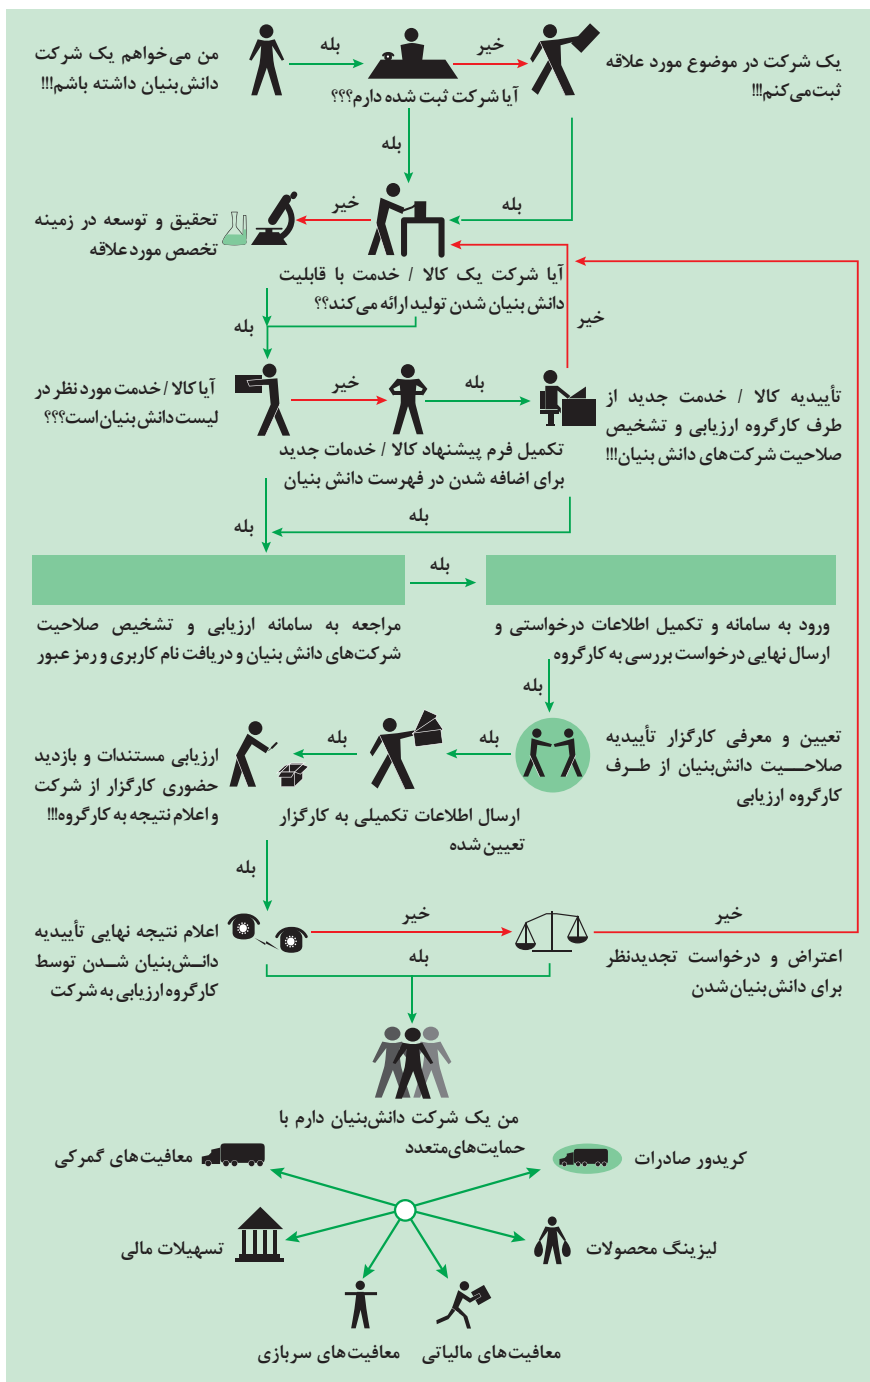 من می‌خواهم یک شرکت
دانش‌بنیان داشته باشم!!!
بله
آیا شرکت ثبت شده دارم؟؟؟
خیر
یک شرکت در موضوع مورد علاقه
ثبت‌می‌کنم!!!
بله
بله
خیر
تحقیق و توسعه در زمینه
تخصص مورد علاقه
آیا شرکت یک کالا / خدمت با قابلیت
دانش‌بنیان شدن تولید ارائه می‌کند؟؟
خیر
بله
آیا کالا / خدمت مورد نظر در
لیست دانش‌بنیان است؟؟؟
خیر
تکمیل فرم پیشنهاد کالا / خدمات جدید
برای اضافه شدن در فهرست دانش بنیان
بله
تأییدیه کالا / خدمت جدید از
طرف کارگروه ارزیابی و تشخیص
صلاحیت شرکت‌های دانش بنیان!!!
بله
بله
مراجعه به سامانه ارزیابی و تشخیص صلاحیت
شرکت‌های دانش بنیان و دریافت نام کاربری و رمز عبور
بله
ورود به سامانه و تکمیل اطلاعات درخواستی و
ارسال نهایی درخواست بررسی به کارگروه
بله
تعیین و معرفی کارگزار تأییدیه
صلاحیت دانش‌بنیان از طرف
کارگروه ارزیابی
بله
ارسال اطلاعات تکمیلی به کارگزار
تعیین شده
بله
ارزیابی مستندات و بازدید
حضوری کارگزار از شرکت
و اعلام نتیجه به کارگروه!!!
بله
اعلام نتیجه نهایی تأییدیه
دانش‌بنیان شدن توسط
کارگروه ارزیابی به شرکت
خیر
خیر
اعتراض و درخواست تجدیدنظر
برای دانش‌بنیان‌شدن
بله
من یک شرکت دانش‌بنیان دارم با
حمایت‌های‌متعدد
کریدور صادرات
معافیت‌های گمرکی
لیزینگ محصولات
تسهیلات مالی
معافیت‌های مالیاتی
معافیت‌های سربازی